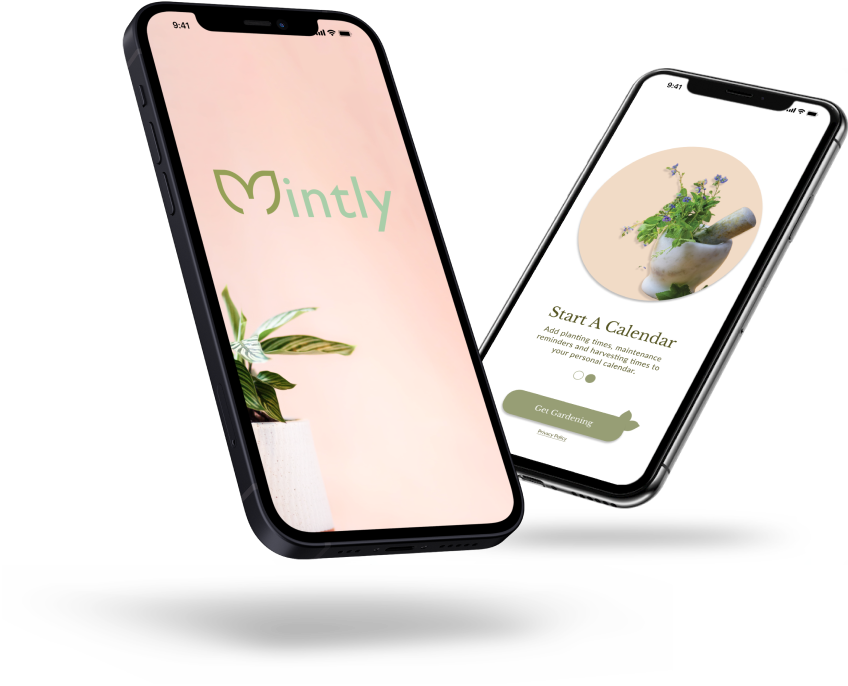 9:41
Mintly
9:41
Start A Calendar
Add planting times, maintenance
reminders and harvesting times to
your personal calendar.
Get Gardening
Privacy Policy